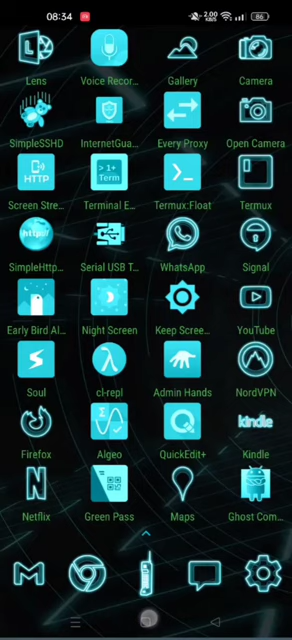 08:34
2.00
KB/S
86
Lens
Voice Recor...
Gallery
Camera
SimpleSSHD
InternetGua...
Every Proxy
Open Camera
HTTP
> 1+
Term
Screen Stre...
Terminal E...
Termux:Float
Termux
http://
SimpleHttp...
Serial USB T...
WhatsApp
Signal
Early Bird Al...
Night Screen
Keep Scree...
YouTube
Soul
cl-repl
Admin Hands
NordVPN
kindle
Firefox
Algeo
QuickEdit+
Kindle
Netflix
Green Pass
Maps
Ghost Com...